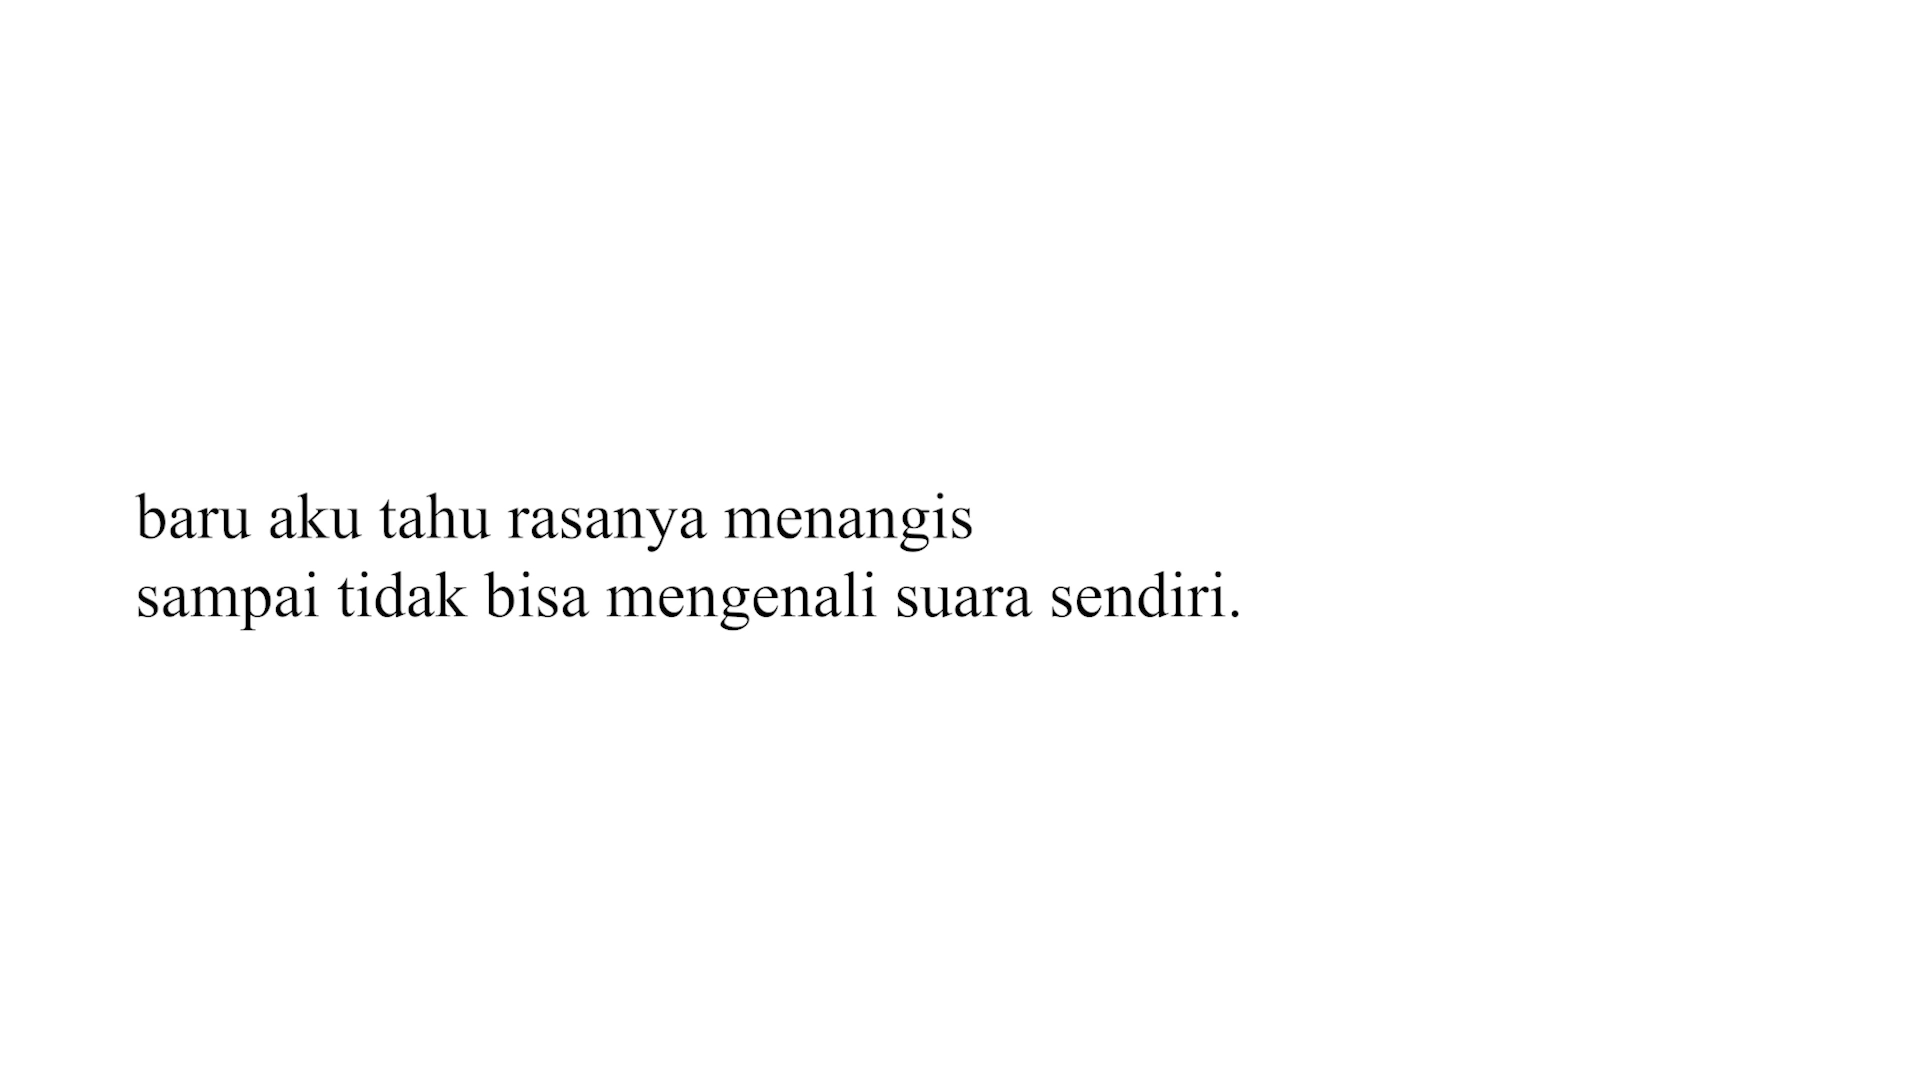 baru aku tahu rasanya menangis
sampai tidak bisa mengenali suara sendiri.